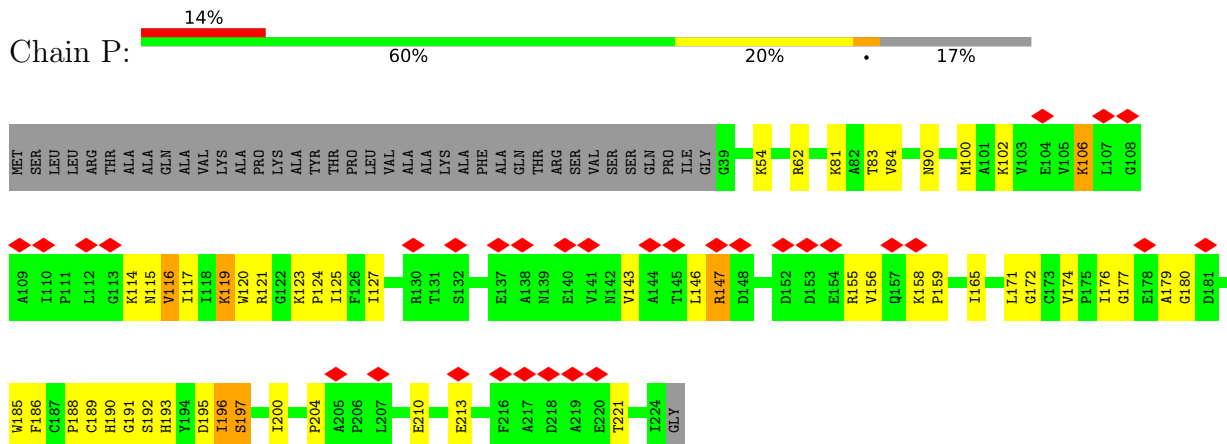 14%
Chain P:
60% 20% • 17%
MET SER LEU LEU ARG THR ALA ALA GLN ALA VAL LYS ALA PRO LYS ALA TYR THR PRO LEU VAL ALA ALA LYS ALA PHE ALA GLN THR ARG SER VAL SER SER GLN PRO ILE GLY G39 K54 R62 K81 A82 T83 V84 N90 M100 A101 K102 V103 E104 V105 K106 L107 G108
A109 I110 P111 L112 G113 K114 N115 V116 I117 I118 K119 W120 R121 G122 K123 P124 I125 F126 I127 R130 T131 S132 E137 A138 N139 E140 V141 N142 V143 A144 T145 L146 R147 D148 D152 D153 E154 R155 V156 Q157 K158 P159 I165 L171 G172 C173 V174 P175 I176 G177 E178 A179 G180 D181
W185 F186 C187 P188 C189 H190 G191 S192 H193 Y194 D195 I196 S197 I200 P204 A205 P206 L207 E210 E213 F216 A217 D218 A219 E220 T221 I224 GLY